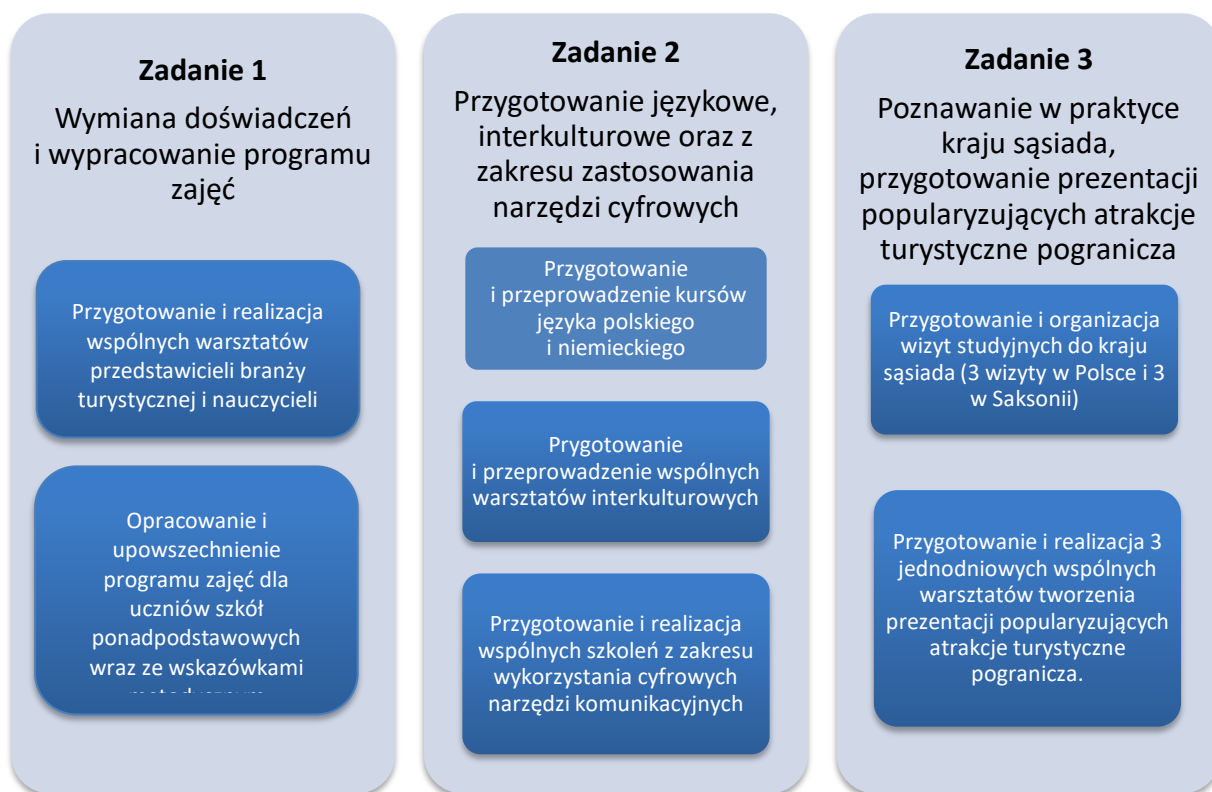 Zadanie 1
Wymiana doświadczeń
i wypracowanie programu
zajęć
Przygotowanie i realizacja
wspólnych warsztatów
przedstawicieli branży
turystycznej i nauczycieli
Opracowanie i
upowszechnienie
programu zajęć dla
uczniów szkół
ponadpodstawowych
wraz ze wskazówkami
Zadanie 2
Przygotowanie językowe,
interkulturowe oraz z
zakresu zastosowania
narzędzi cyfrowych
Przygotowanie
i przeprowadzenie kursów
języka polskiego
i niemieckiego
Prygotowanie
i przeprowadzenie wspólnych
warsztatów interkulturowych
Przygotowanie i realizacja
wspólnych szkoleń z zakresu
wykorzystania cyfrowych
narzędzi komunikacyjnych
Zadanie 3
Poznawanie w praktyce
kraju sąsiada,
przygotowanie prezentacji
popularyzujących atrakcje
turystyczne pogranicza
Przygotowanie i organizacja
wizyt studyjnych do kraju
sąsiada (3 wizyty w Polsce i 3
w Saksonii)
Przygotowanie i realizacja 3
jednodniowych wspólnych
warsztatów tworzenia
prezentacji popularyzujących
atrakcje turystyczne
pogranicza.